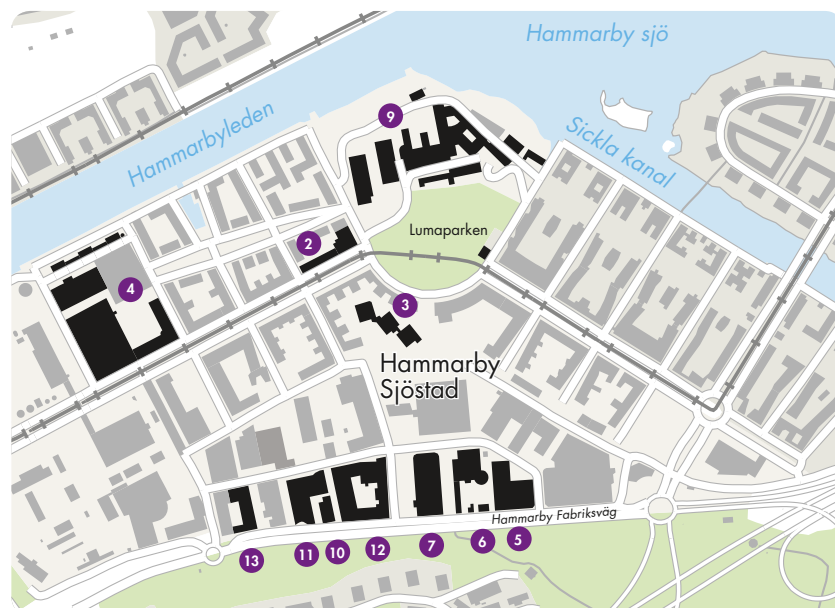 Hammarby sjö
Hammarbyleden
Sickla kanal
9
Lumaparken
2
4
3
Hammarby
Sjöstad
Hammarby Fabriksväg
13
11
10
12
7
6
5